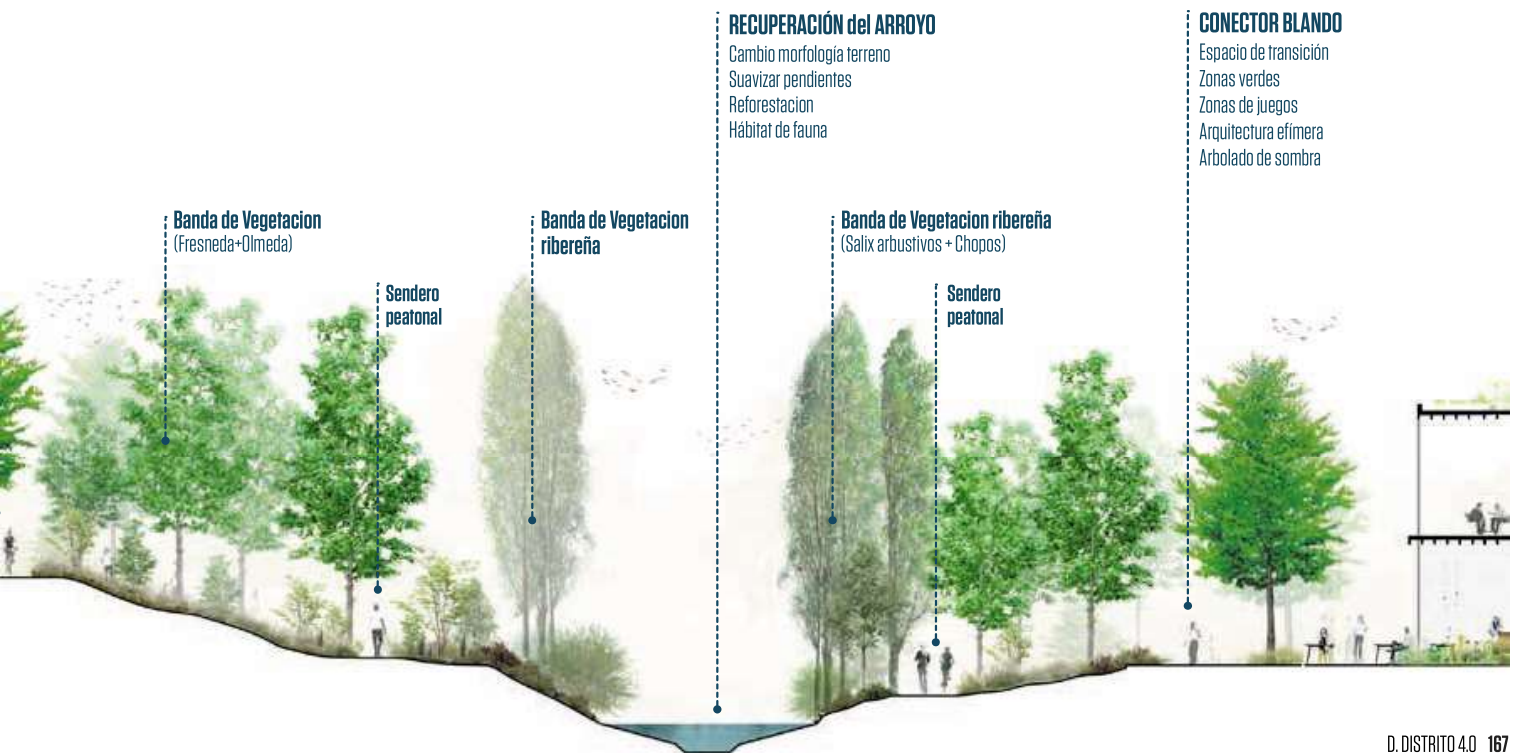 RECUPERACIÓN del ARROYO
Cambio morfología terreno
Suavizar pendientes
Reforestacion
Hábitat de fauna
CONECTOR BLANDO
Espacio de transición
Zonas verdes
Zonas de juegos
Arquitectura efímera
Arbolado de sombra
Banda de Vegetacion
(Fresneda+Olmeda)
Sendero
peatonal
Banda de Vegetacion
ribereña
Banda de Vegetacion ribereña
(Salix arbustivos + Chopos)
Sendero
peatonal
D. DISTRITO 4.0 167